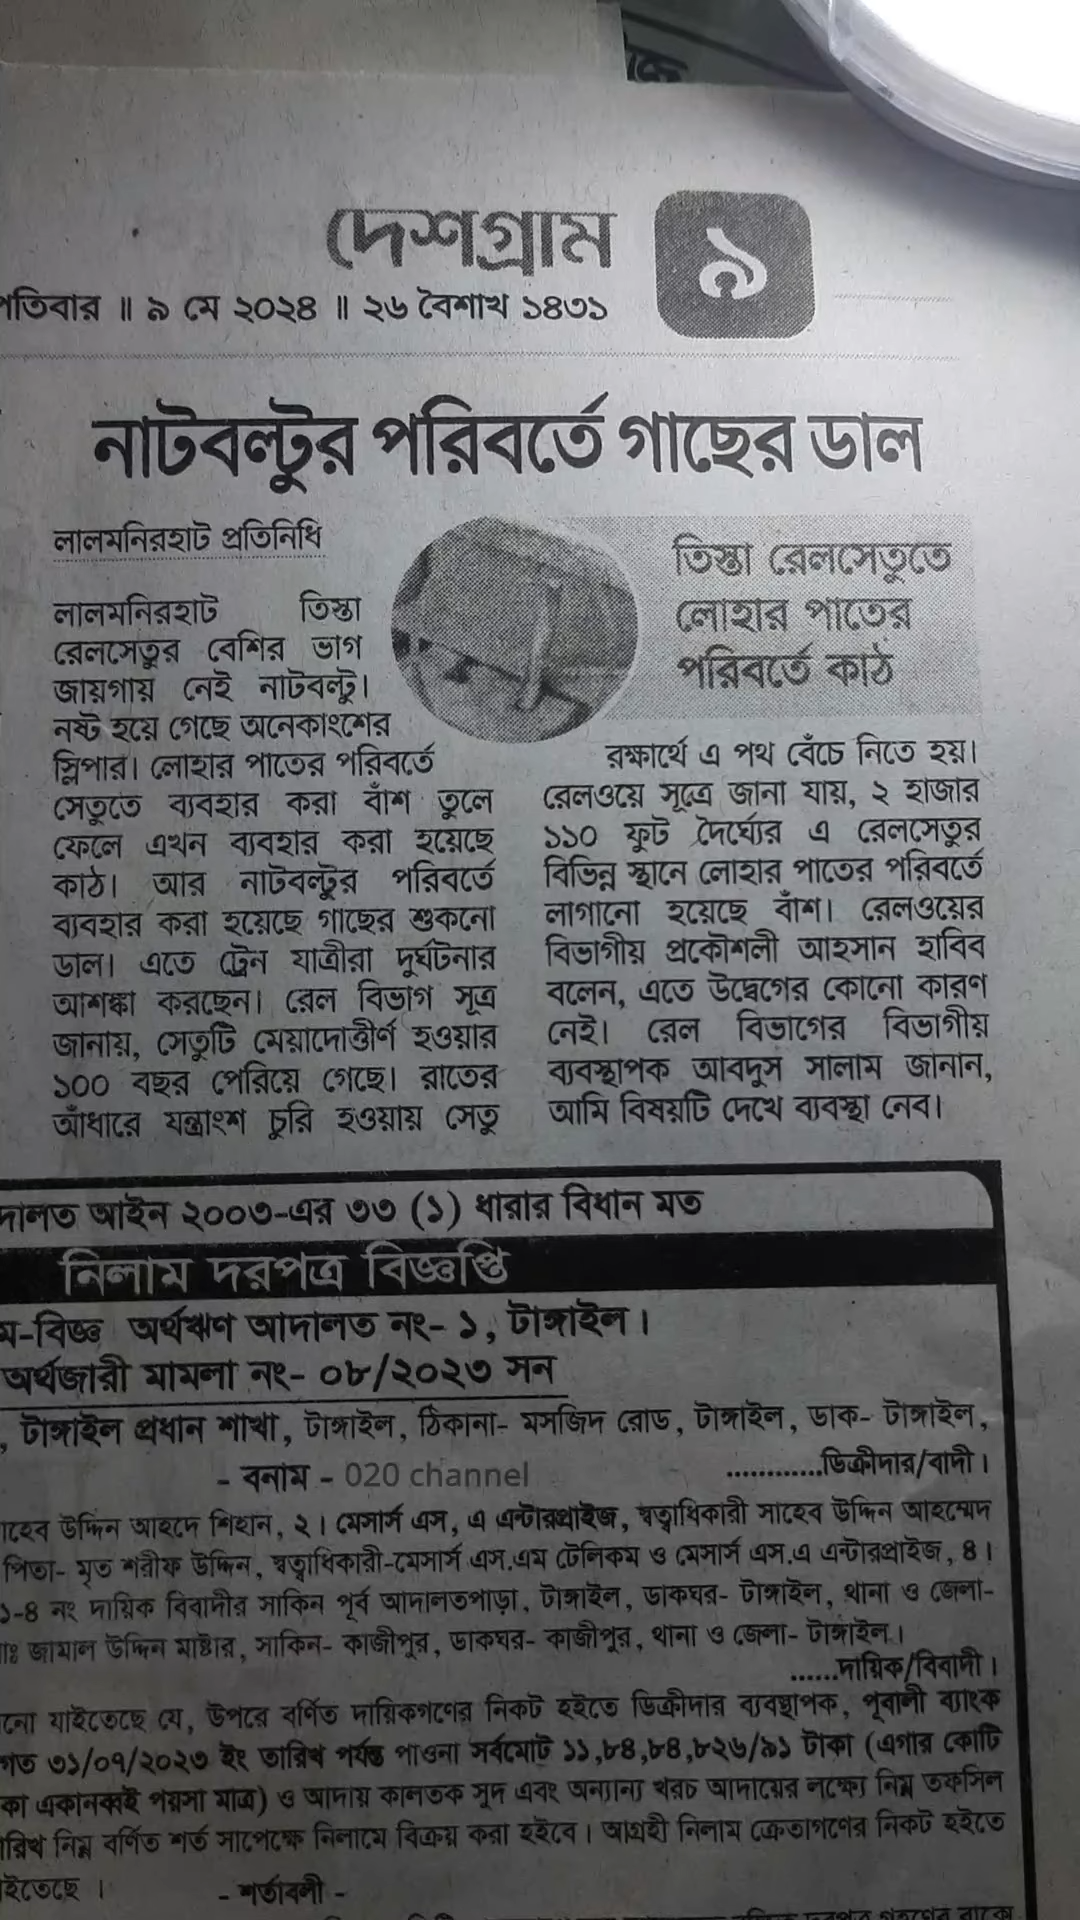 দেশগ্রাম
৯
পতিবার ॥ ৯ মে ২০২৪ ॥ ২৬ বৈশাখ ১৪৩১
নাটবল্টুর পরিবর্তে গাছের ডাল
লালমনিরহাট প্রতিনিধি
লালমনিরহাট তিস্তা
রেলসেতুর বেশির ভাগ
জায়গায় নেই নাটবল্টু।
নষ্ট হয়ে গেছে অনেকাংশের
স্লিপার। লোহার পাতের পরিবর্তে
সেতুতে ব্যবহার করা বাঁশ তুলে
ফেলে এখন ব্যবহার করা হয়েছে
কাঠ। আর নাটবল্টুর পরিবর্তে
ব্যবহার করা হয়েছে গাছের শুকনো
ডাল। এতে ট্রেন যাত্রীরা দুর্ঘটনার
আশঙ্কা করছেন। রেল বিভাগ সূত্র
জানায়, সেতুটি মেয়াদোত্তীর্ণ হওয়ার
১০০ বছর পেরিয়ে গেছে। রাতের
আঁধারে যন্ত্রাংশ চুরি হওয়ায় সেতু
তিস্তা রেলসেতুতে
লোহার পাতের
পরিবর্তে কাঠ
রক্ষার্থে এ পথ বেঁচে নিতে হয়।
রেলওয়ে সূত্রে জানা যায়, ২ হাজার
১১০ ফুট দৈর্ঘ্যের এ রেলসেতুর
বিভিন্ন স্থানে লোহার পাতের পরিবর্তে
লাগানো হয়েছে বাঁশ। রেলওয়ের
বিভাগীয় প্রকৌশলী আহসান হাবিব
বলেন, এতে উদ্বেগের কোনো কারণ
নেই। রেল বিভাগের বিভাগীয়
ব্যবস্থাপক আবদুস সালাম জানান,
আমি বিষয়টি দেখে ব্যবস্থা নেব।
দালত আইন ২০০৩-এর ৩৩ (১) ধারার বিধান মত
নিলাম দরপত্র বিজ্ঞপ্তি
ম-বিজ্ঞ অর্থঋণ আদালত নং- ১, টাঙ্গাইল।
অর্থজারী মামলা নং- ০৮/২০২৩ সন
, টাঙ্গাইল প্রধান শাখা, টাঙ্গাইল, ঠিকানা- মসজিদ রোড, টাঙ্গাইল, ডাক- টাঙ্গাইল,
............ডিক্রীদার/বাদী।
- বনাম - 020 channel
াহেব উদ্দিন আহদে শিহান, ২। মেসার্স এস, এ এন্টারপ্রাইজ, স্বত্বাধিকারী সাহেব উদ্দিন আহম্মেদ
পিতা- মৃত শরীফ উদ্দিন, স্বত্বাধিকারী-মেসার্স এস.এম টেলিকম ও মেসার্স এস.এ এন্টারপ্রাইজ, ৪।
১-৪ নং দায়িক বিবাদীর সাকিন পূর্ব আদালতপাড়া, টাঙ্গাইল, ডাকঘর- টাঙ্গাইল, থানা ও জেলা-
াঃ জামাল উদ্দিন মাষ্টার, সাকিন- কাজীপুর, ডাকঘর- কাজীপুর, থানা ও জেলা- টাঙ্গাইল।
......দায়িক/বিবাদী।
নো যাইতেছে যে, উপরে বর্ণিত দায়িকগণের নিকট হইতে ডিক্রীদার ব্যবস্থাপক, পূবালী ব্যাংক
গত ৩১/০৭/২০২৩ ইং তারিখ পর্যন্ত পাওনা সর্বমোট ১১,৮৪,৮৪,৮২৬/৯১ টাকা (এগার কোটি
কা একানব্বই পয়সা মাত্র) ও আদায় কালতক সুদ এবং অন্যান্য খরচ আদায়ের লক্ষ্যে নিম্ন তফসিল
ারিখ নিম্ন বর্ণিত শর্ত সাপেক্ষে নিলামে বিক্রয় করা হইবে। আগ্রহী নিলাম ক্রেতাগণের নিকট হইতে
ইতেছে।
- শর্তাবলী -